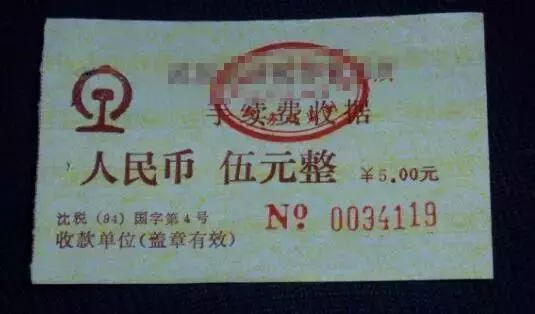 手续费收据
人民币 伍元整 ¥5.00元
沈税(94)国字第4号 Nº 0034119
收款单位(盖章有效)